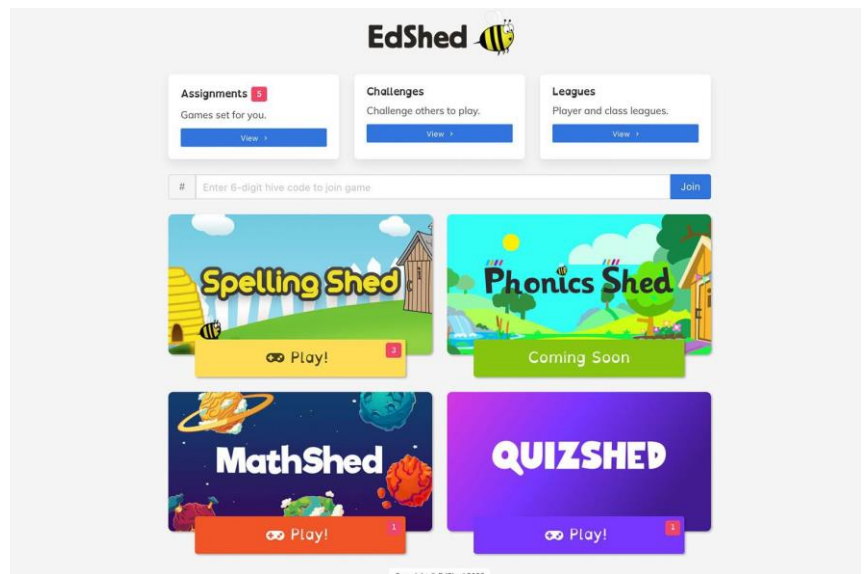 EdShed
Assignments 5
Games set for you.
View ›
Challenges
Challenge others to play.
View ›
Leagues
Player and class leagues.
View ›
# Enter 6-digit hive code to join game
Join
Spelling Shed
Play! 3
Phonics Shed
Coming Soon
MathShed
Play! 1
QUIZSHED
Play! 1